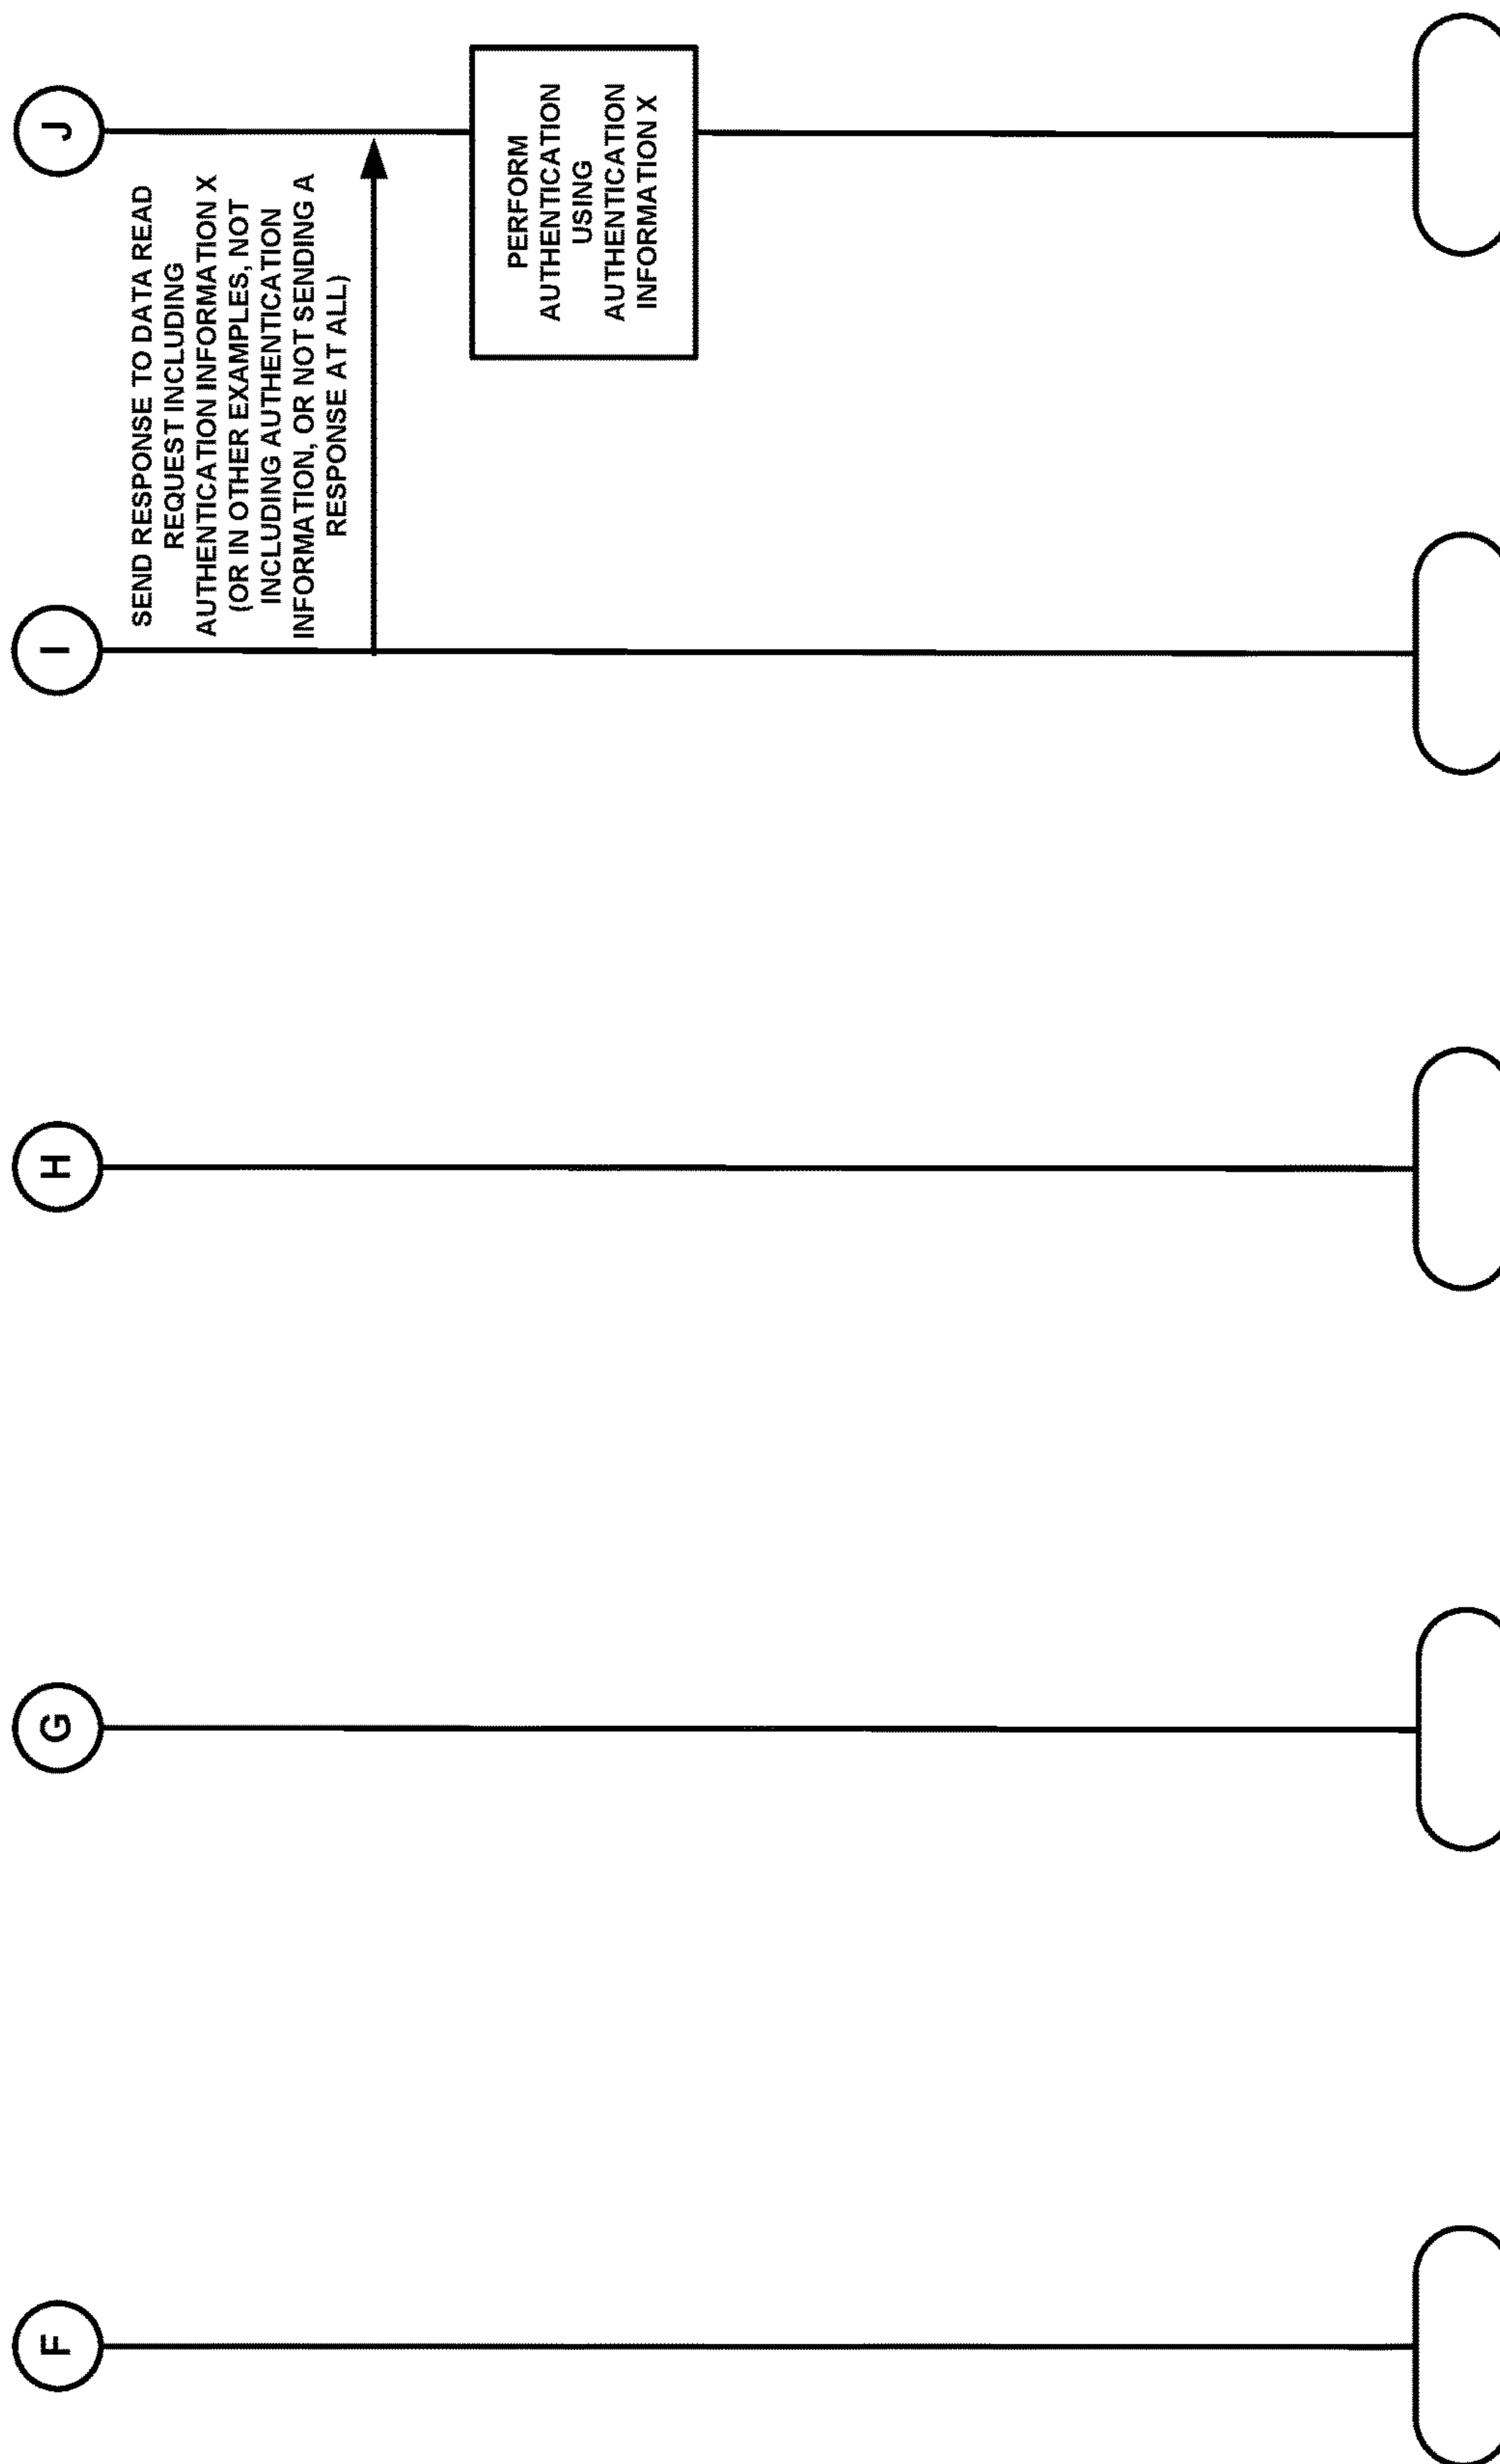 F
G
H
I
J
SEND RESPONSE TO DATA READ
REQUEST INCLUDING
AUTHENTICATION INFORMATION X
(OR IN OTHER EXAMPLES, NOT
INCLUDING AUTHENTICATION
INFORMATION, OR NOT SENDING A
RESPONSE AT ALL)
PERFORM
AUTHENTICATION
USING
AUTHENTICATION
INFORMATION X